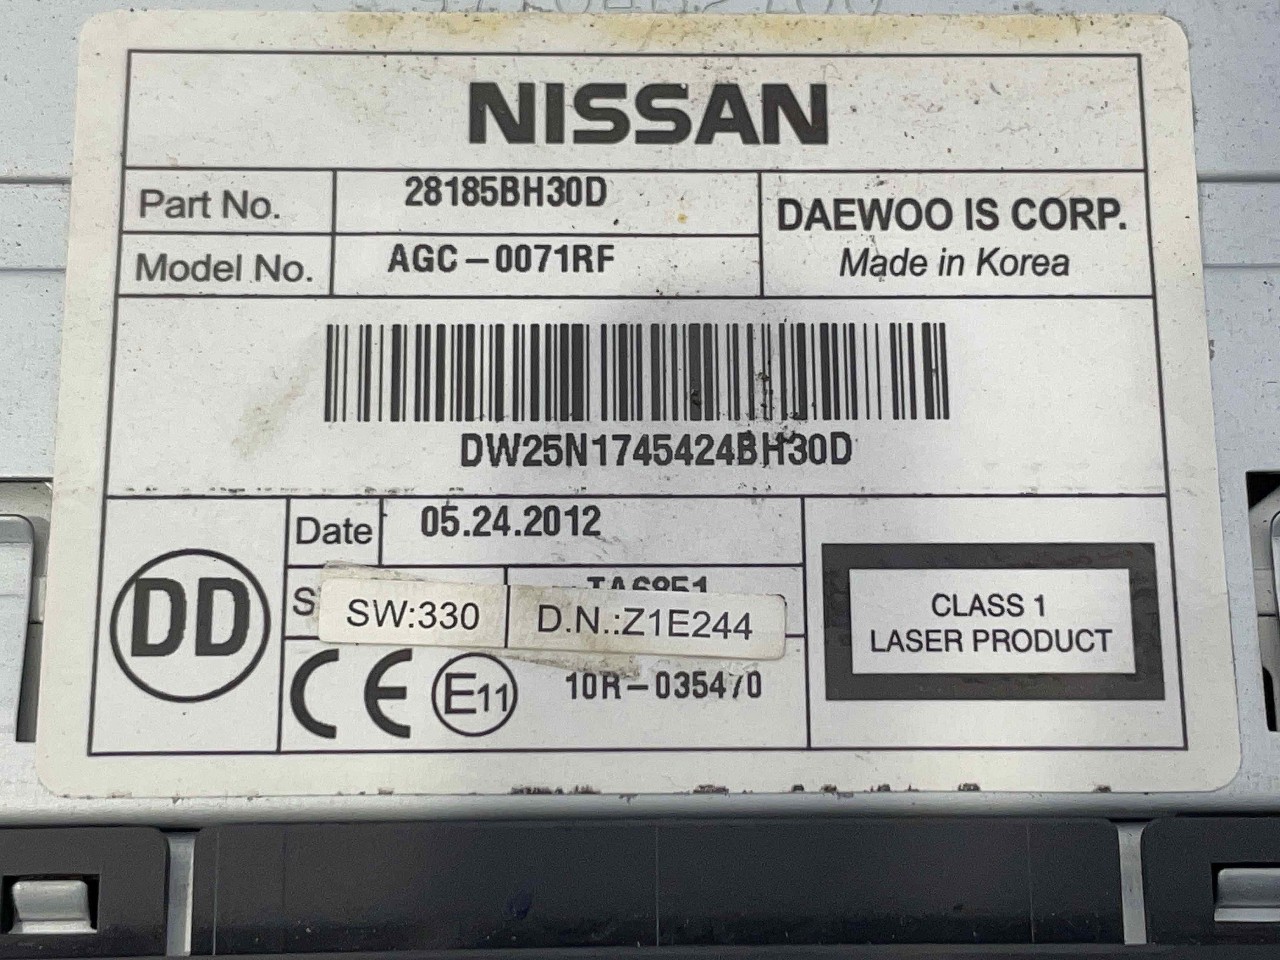 NISSAN
Part No. 28185BH30D
Model No. AGC-0071RF
DAEWOO IS CORP.
Made in Korea
DW25N1745424BH30D
DD
Date 05.24.2012
SW:330 D.N.:Z1E244
CE E11 10R-035470
CLASS 1
LASER PRODUCT